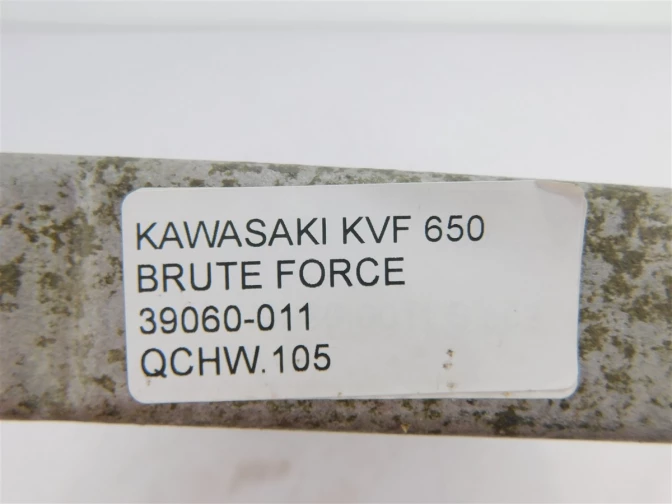 KAWASAKI KVF 650
BRUTE FORCE
39060-011
QCHW.105